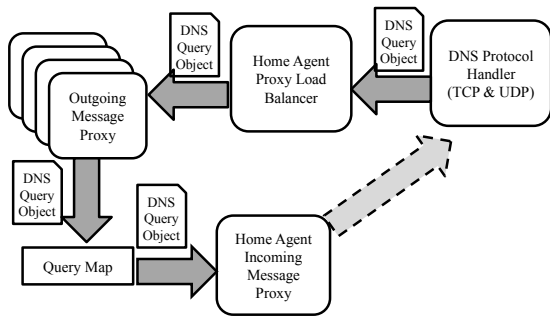 DNS
Query
Object
Home Agent
Proxy Load
Balancer
DNS
Query
Object
DNS Protocol
Handler
(TCP & UDP)
Outgoing
Message
Proxy
DNS
Query
Object
Query Map
DNS
Query
Object
Home Agent
Incoming
Message
Proxy